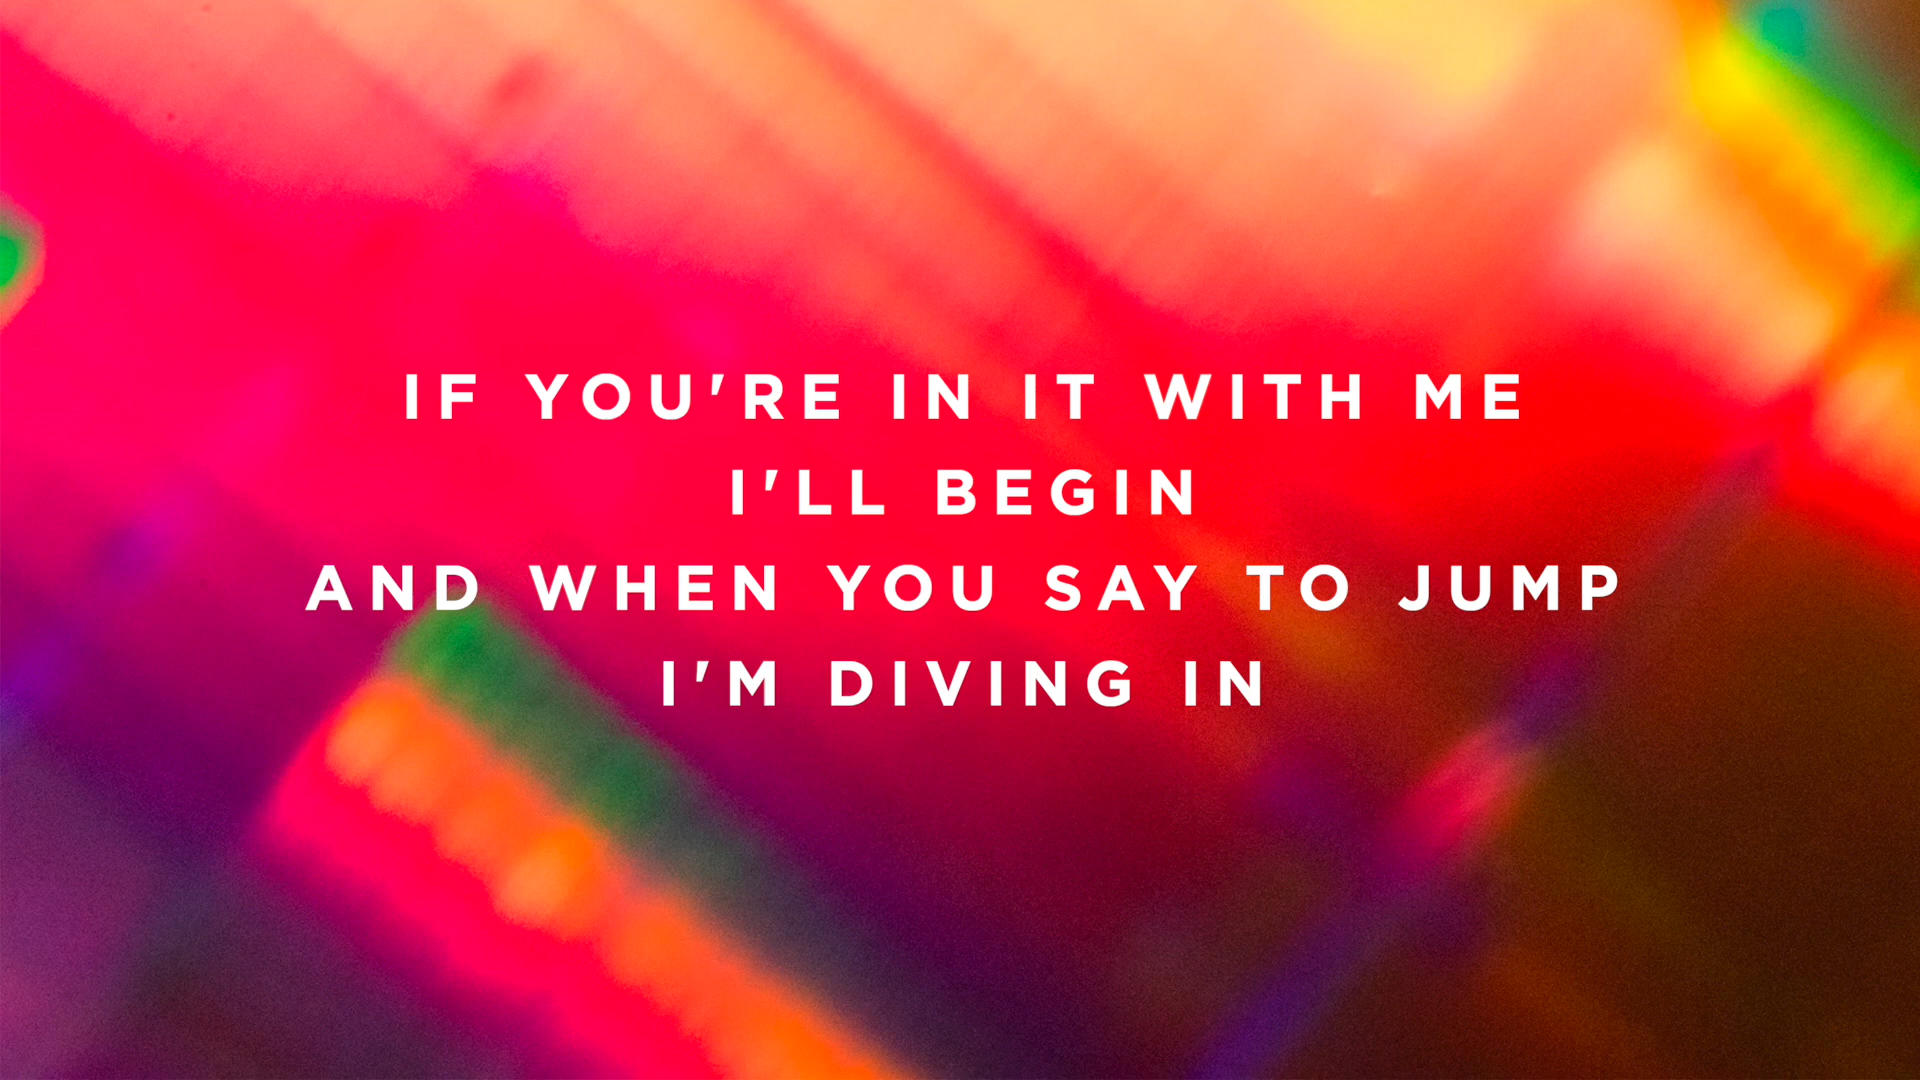 IF YOU'RE IN IT WITH ME
I'LL BEGIN
AND WHEN YOU SAY TO JUMP
I'M DIVING IN